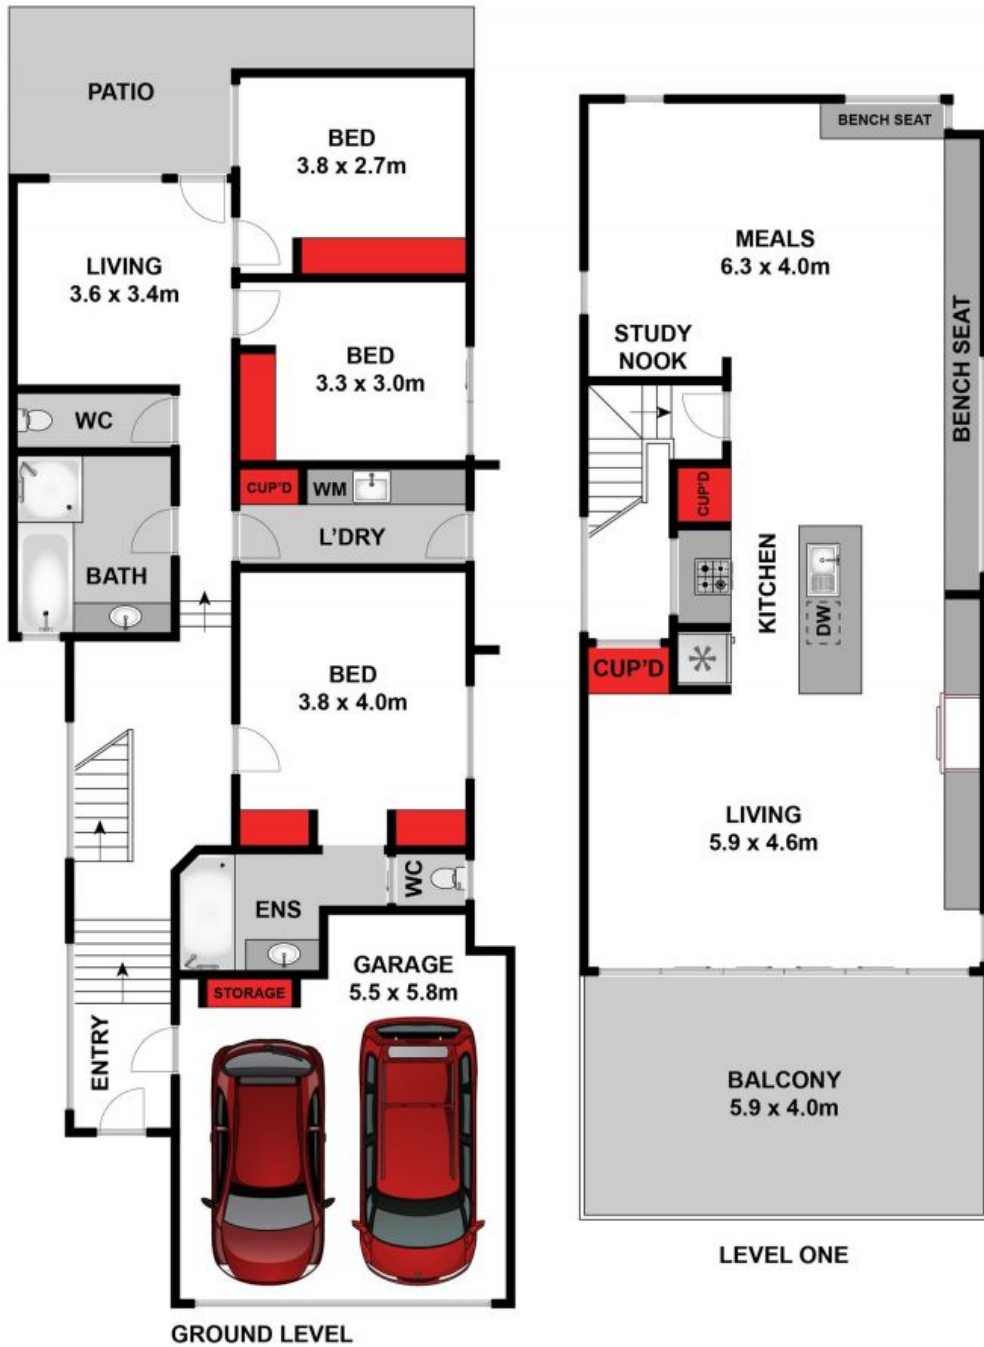 PATIO
BED
3.8 x 2.7m
LIVING
3.6 x 3.4m
BED
3.3 x 3.0m
WC
CUP'D
WM
L'DRY
BATH
BED
3.8 x 4.0m
WC
ENS
GARAGE
5.5 x 5.8m
STORAGE
ENTRY
GROUND LEVEL
BENCH SEAT
MEALS
6.3 x 4.0m
BENCH SEAT
STUDY
NOOK
CUP'D
KITCHEN
DW
CUP'D
LIVING
5.9 x 4.6m
BALCONY
5.9 x 4.0m
LEVEL ONE